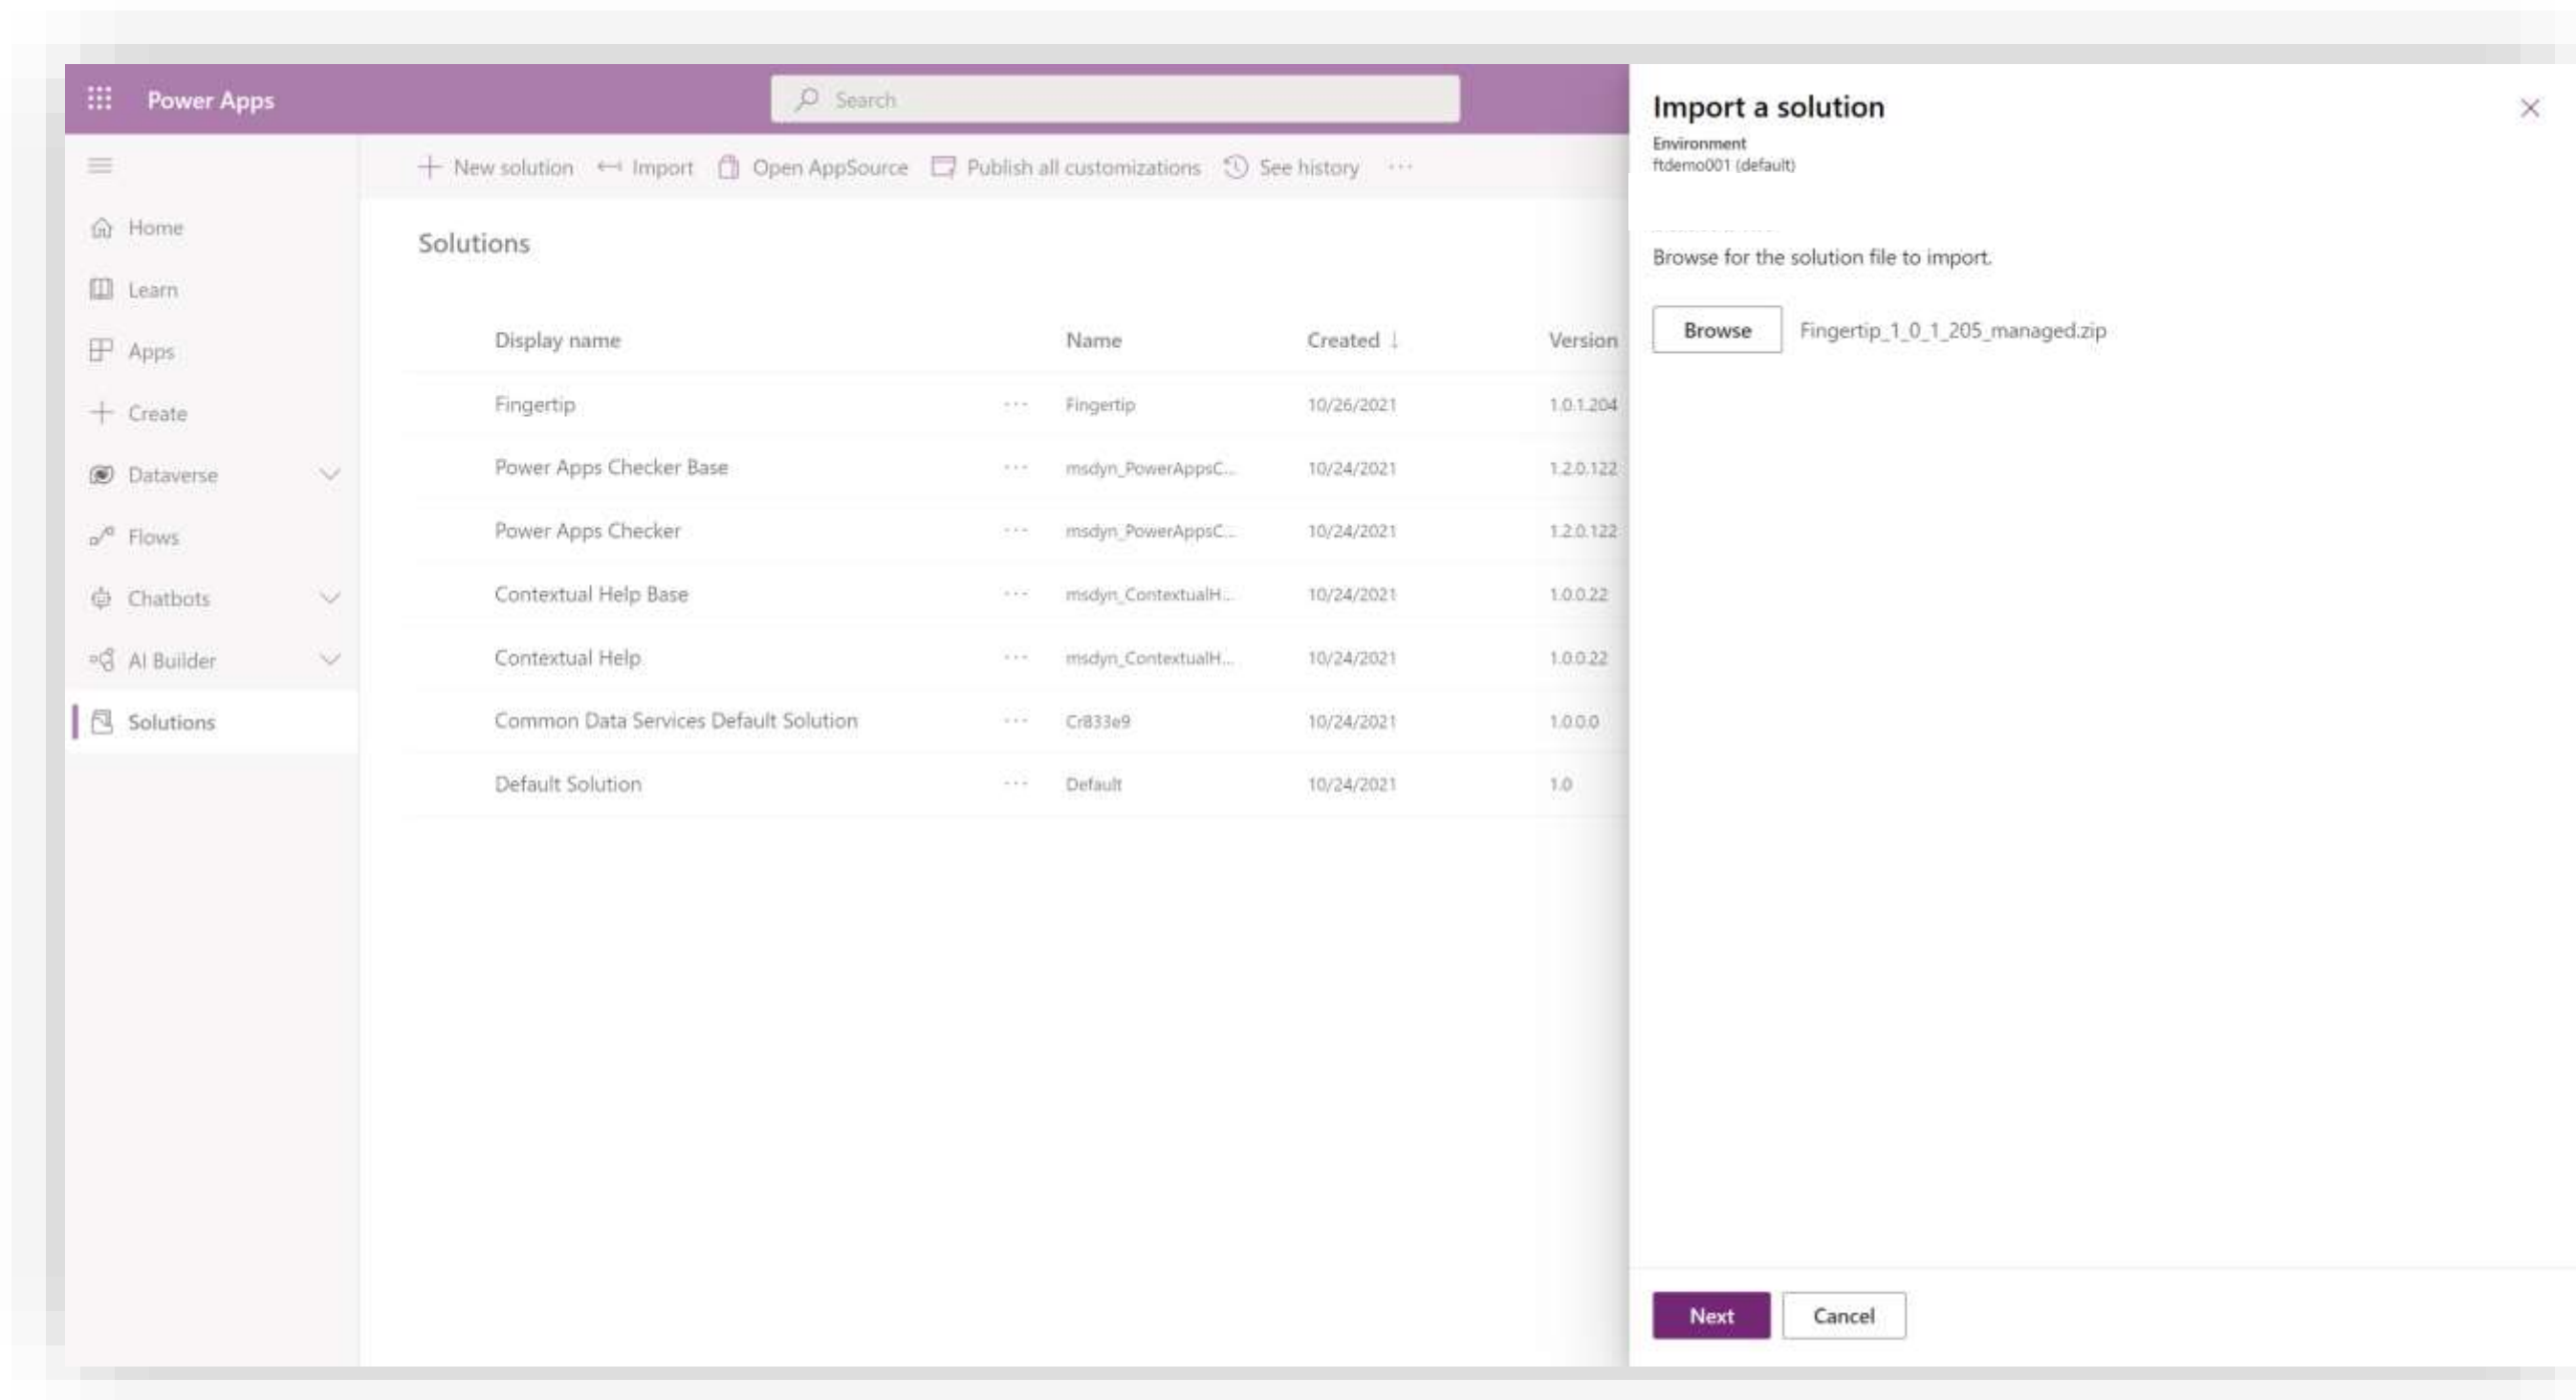 Power Apps
Search
New solution Import Open AppSource Publish all customizations See history ...
Home
Learn
Apps
Create
Dataverse
Flows
Chatbots
AI Builder
Solutions
Solutions
Display name Name Created ↓ Version
Fingertip ... Fingertip 10/26/2021 1.0.1.204
Power Apps Checker Base ... msdyn_PowerAppsC... 10/24/2021 1.2.0.122
Power Apps Checker ... msdyn_PowerAppsC... 10/24/2021 1.2.0.122
Contextual Help Base ... msdyn_ContextualH... 10/24/2021 1.0.0.22
Contextual Help ... msdyn_ContextualH... 10/24/2021 1.0.0.22
Common Data Services Default Solution ... Cr833e9 10/24/2021 1.0.0.0
Default Solution ... Default 10/24/2021 1.0
Import a solution
Environment
ftdemo001 (default)
Browse for the solution file to import.
Browse Fingertip_1_0_1_205_managed.zip
Next Cancel